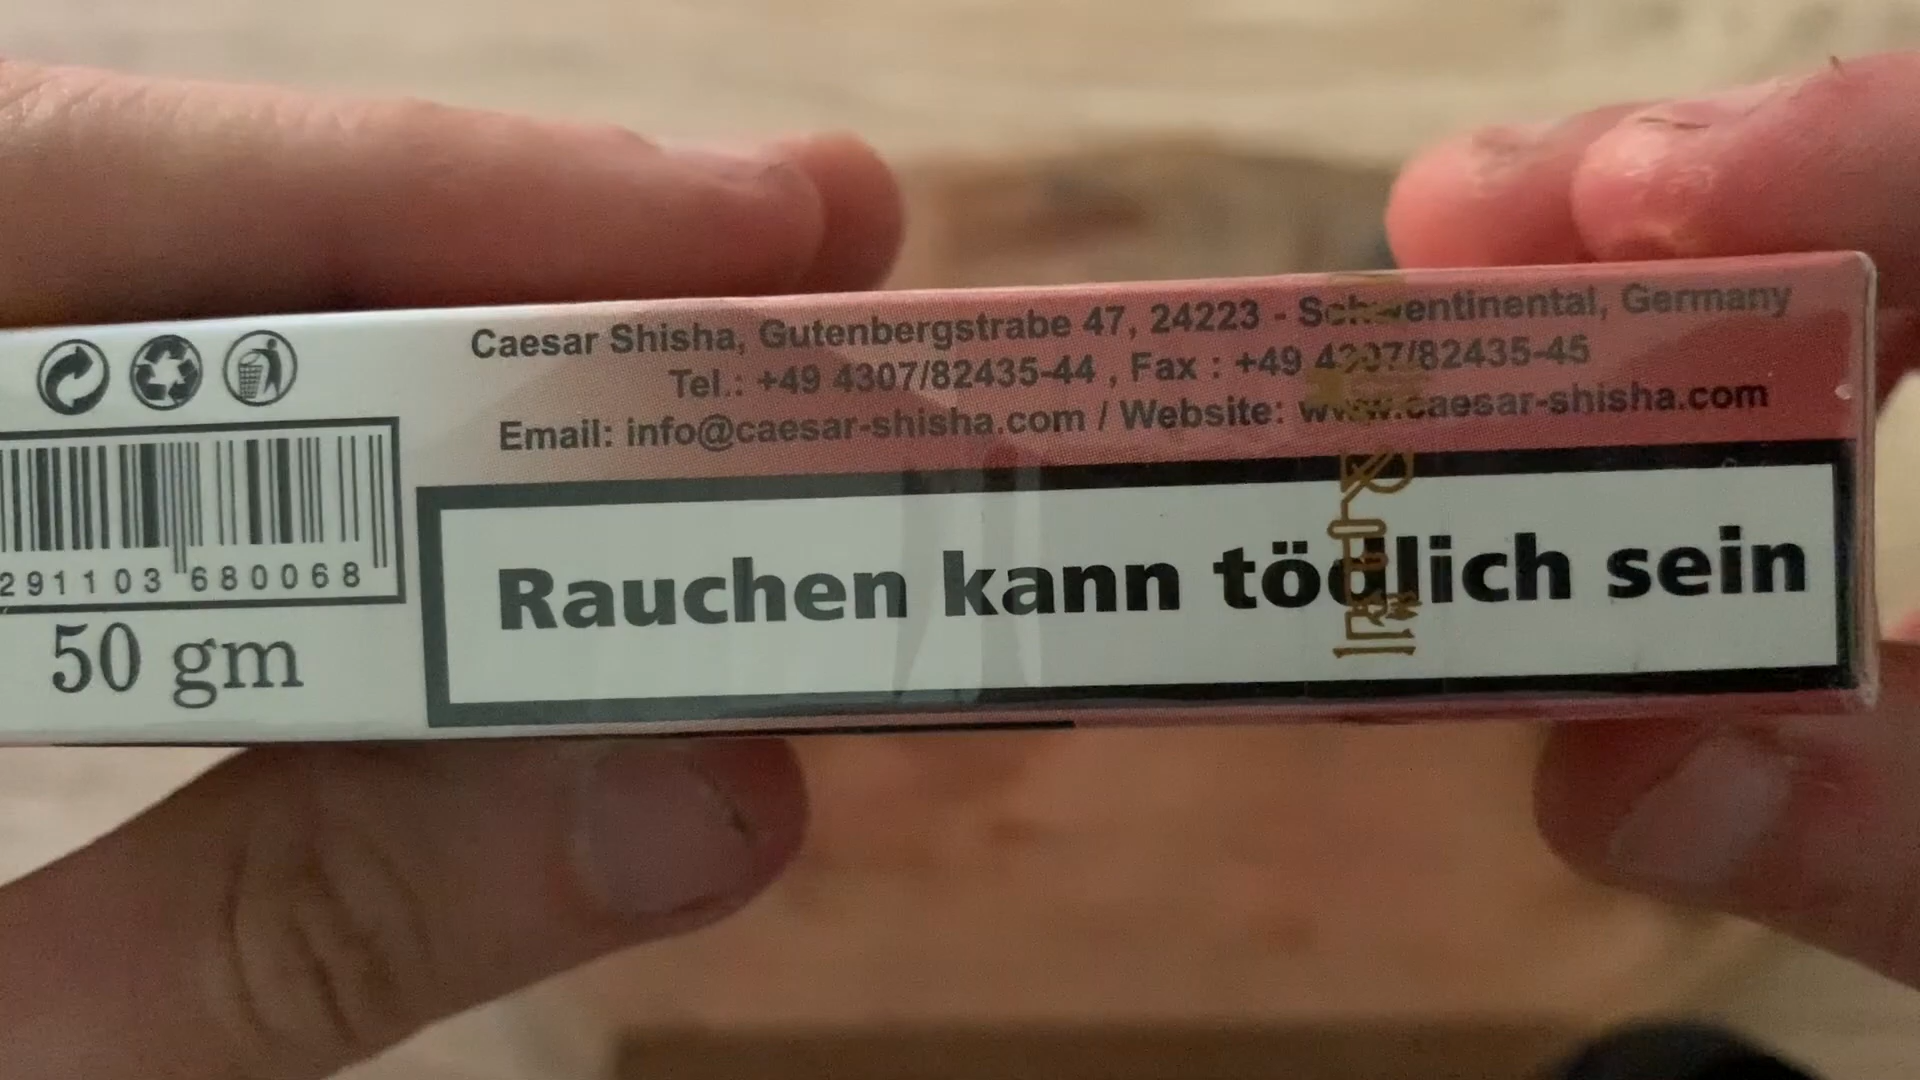 Caesar Shisha, Gutenbergstrabe 47, 24223 - Schwentinental, Germany
Tel.: +49 4307/82435-44 , Fax : +49 4307/82435-45
Email: info@caesar-shisha.com / Website: www.caesar-shisha.com
291103 680068
50 gm
Rauchen kann tödlich sein